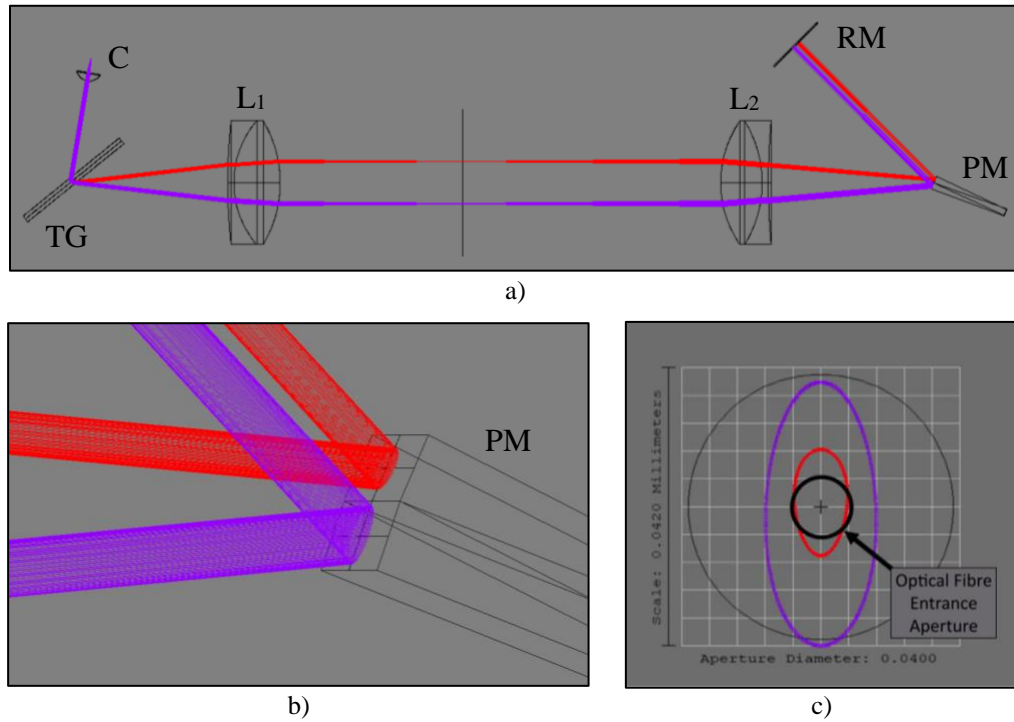 C
L1
L2
RM
PM
TG
a)
PM
b)
Scale: 0.0420 Millimeters
Optical Fibre
Entrance
Aperture
Aperture Diameter: 0.0400
c)